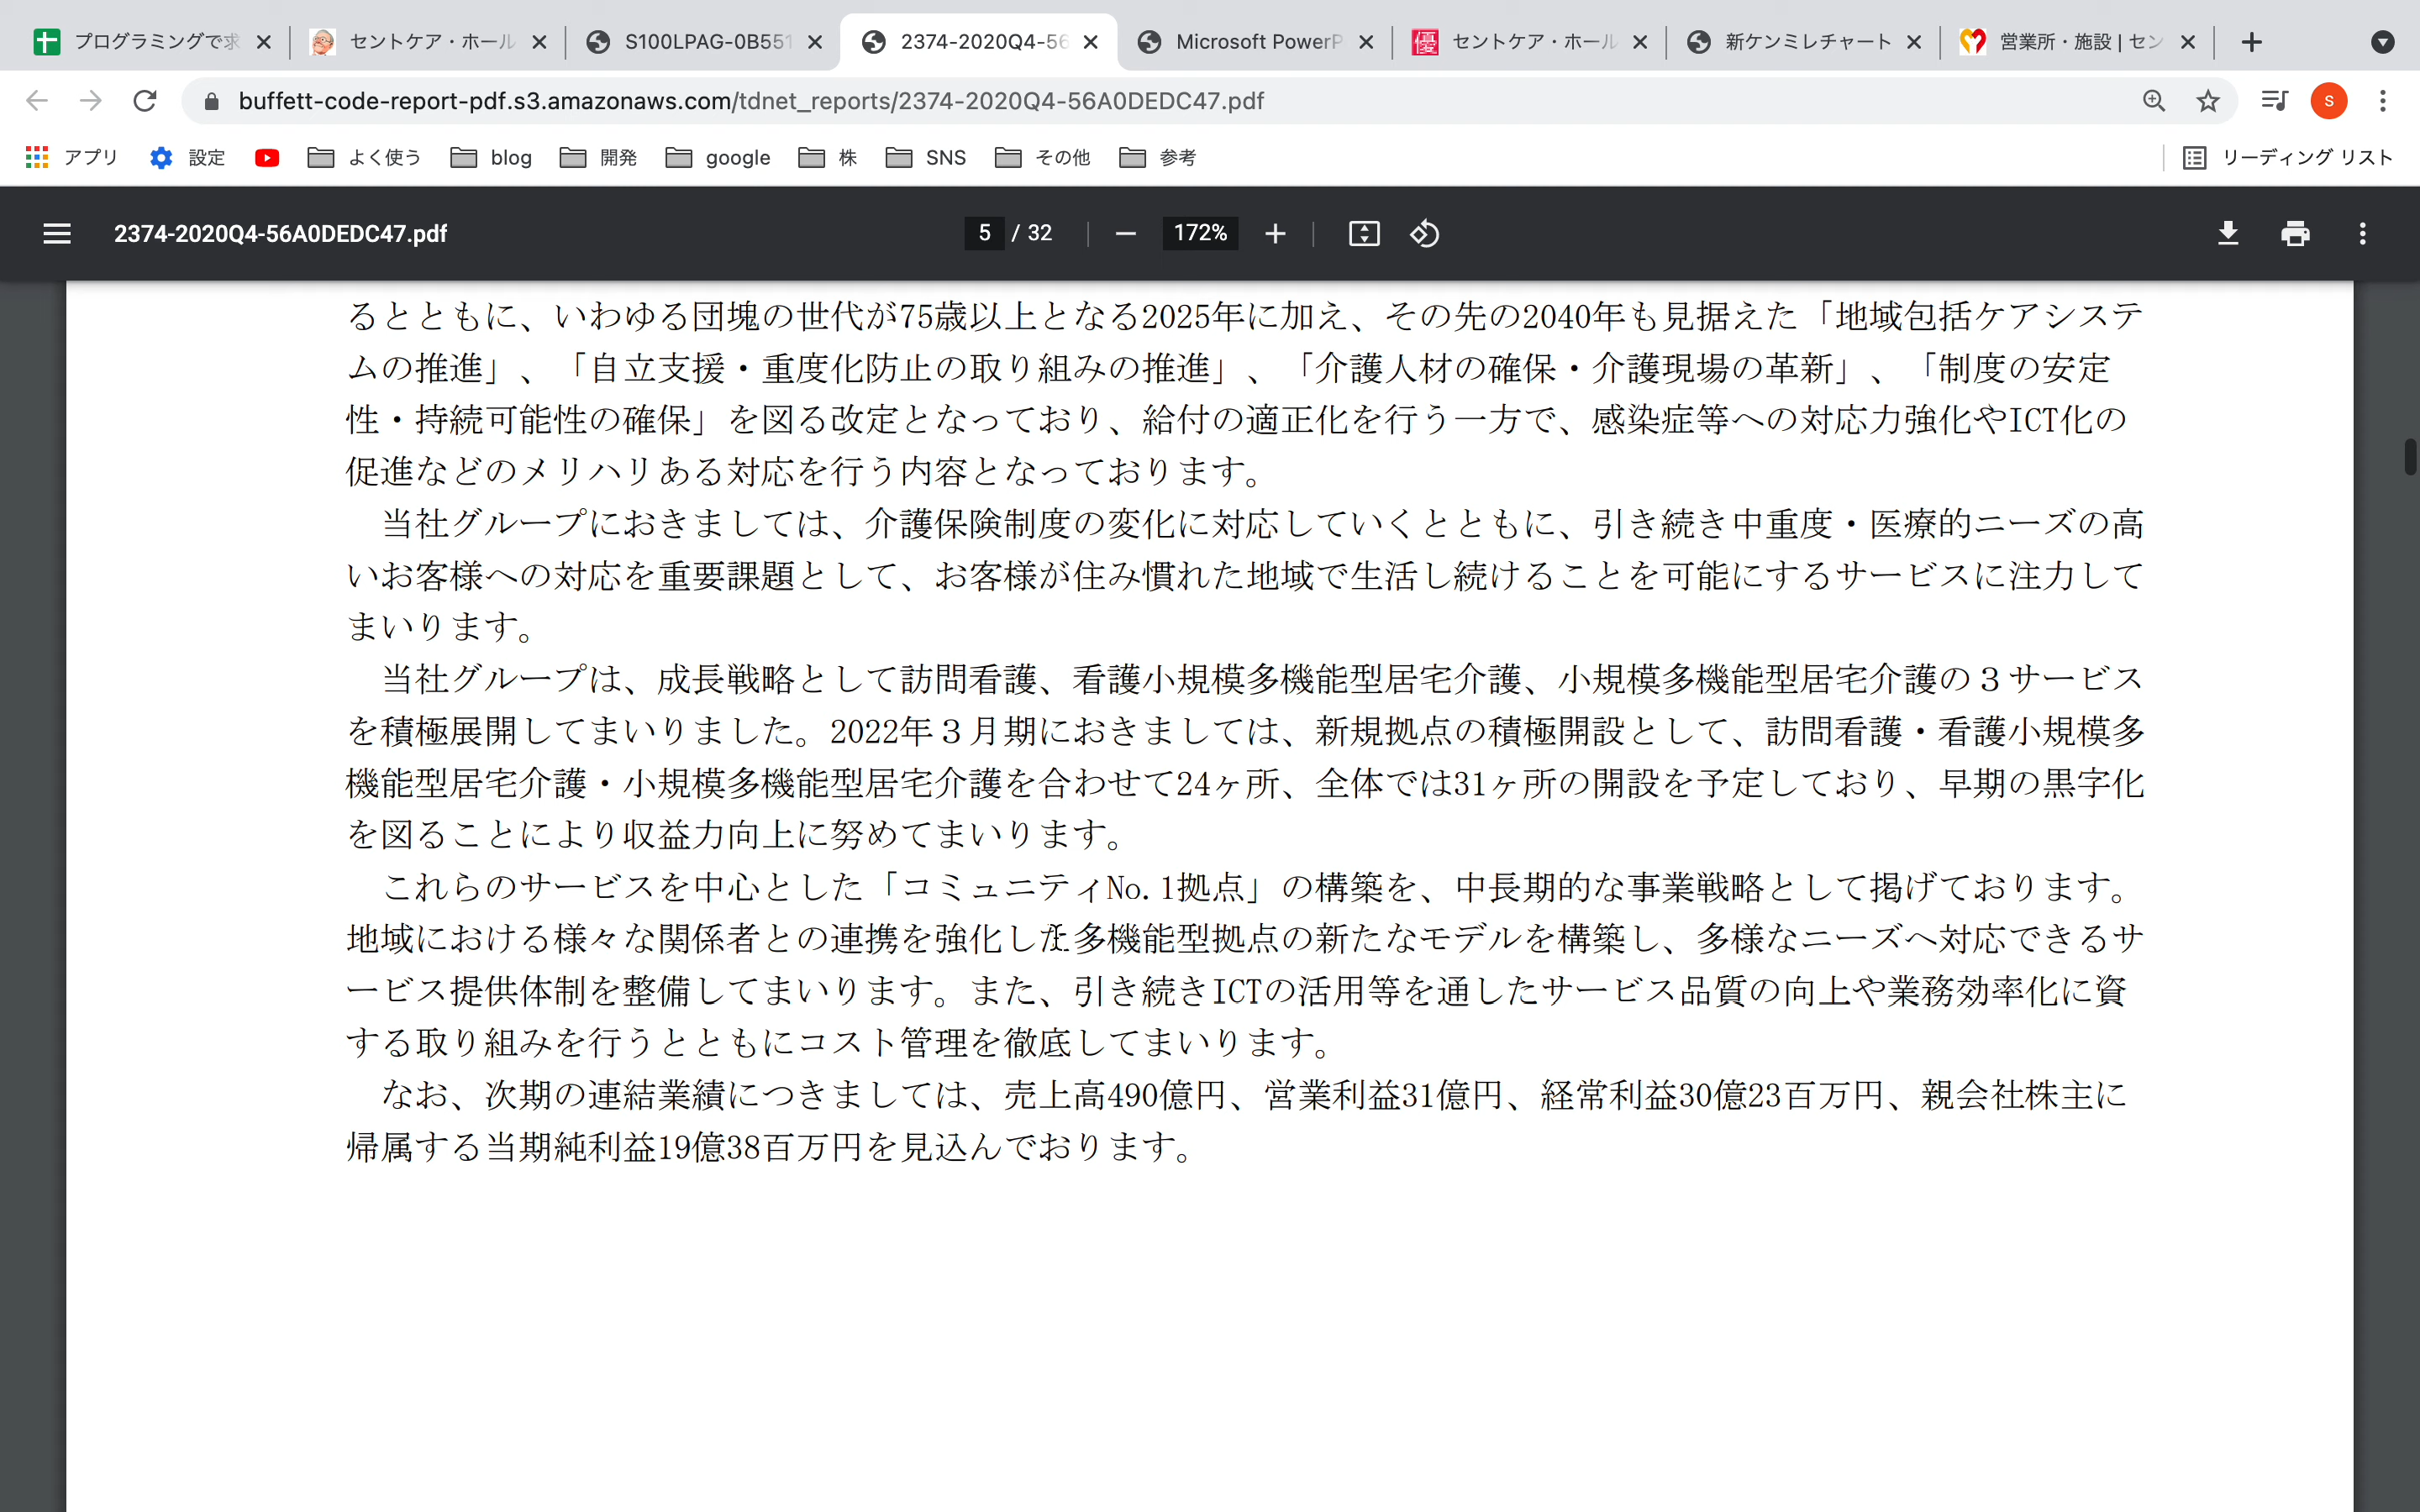 プログラミングで求
セントケア・ホール
S100LPAG-0B551
2374-2020Q4-56
Microsoft PowerP
セントケア・ホール
新ケンミレチャート
営業所・施設 | セン
buffett-code-report-pdf.s3.amazonaws.com/tdnet_reports/2374-2020Q4-56A0DEDC47.pdf
S
アプリ
設定
よく使う
blog
開発
google
株
SNS
その他
参考
リーディング リスト
2374-2020Q4-56A0DEDC47.pdf
5 / 32
172%
るとともに、いわゆる団塊の世代が75歳以上となる2025年に加え、その先の2040年も見据えた「地域包括ケアシステ
ムの推進」、「自立支援・重度化防止の取り組みの推進」、「介護人材の確保・介護現場の革新」、「制度の安定
性・持続可能性の確保」を図る改定となっており、給付の適正化を行う一方で、感染症等への対応力強化やICT化の
促進などのメリハリある対応を行う内容となっております。
当社グループにおきましては、介護保険制度の変化に対応していくとともに、引き続き中重度・医療的ニーズの高
いお客様への対応を重要課題として、お客様が住み慣れた地域で生活し続けることを可能にするサービスに注力して
まいります。
当社グループは、成長戦略として訪問看護、看護小規模多機能型居宅介護、小規模多機能型居宅介護の３サービス
を積極展開してまいりました。2022年３月期におきましては、新規拠点の積極開設として、訪問看護・看護小規模多
機能型居宅介護・小規模多機能型居宅介護を合わせて24ヶ所、全体では31ヶ所の開設を予定しており、早期の黒字化
を図ることにより収益力向上に努めてまいります。
これらのサービスを中心とした「コミュニティNo.1拠点」の構築を、中長期的な事業戦略として掲げております。
地域における様々な関係者との連携を強化した多機能型拠点の新たなモデルを構築し、多様なニーズへ対応できるサ
ービス提供体制を整備してまいります。また、引き続きICTの活用等を通したサービス品質の向上や業務効率化に資
する取り組みを行うとともにコスト管理を徹底してまいります。
なお、次期の連結業績につきましては、売上高490億円、営業利益31億円、経常利益30億23百万円、親会社株主に
帰属する当期純利益19億38百万円を見込んでおります。